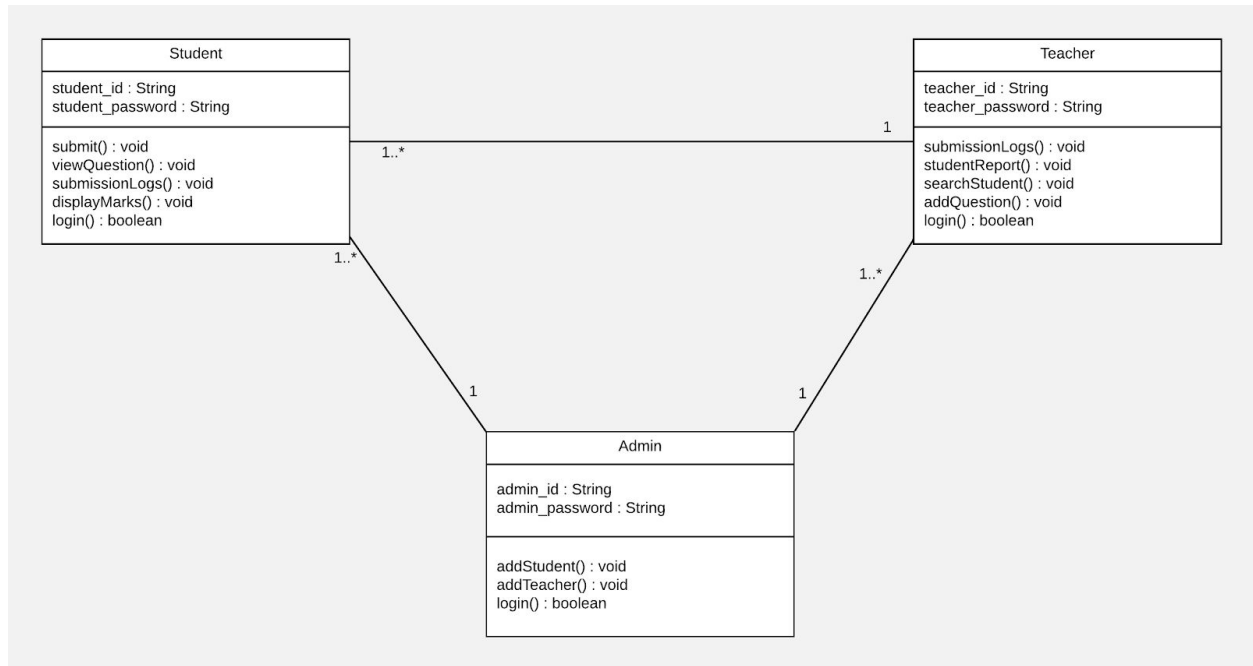 Student
student_id : String
student_password : String
submit() : void
viewQuestion() : void
submissionLogs() : void
displayMarks() : void
login() : boolean
1..*
1
Teacher
teacher_id : String
teacher_password : String
submissionLogs() : void
studentReport() : void
searchStudent() : void
addQuestion() : void
login() : boolean
1..*
1..*
1
1
Admin
admin_id : String
admin_password : String
addStudent() : void
addTeacher() : void
login() : boolean